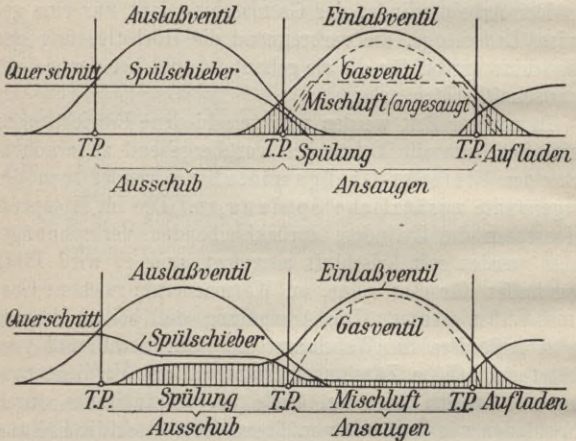 Auslaßventil Einlaßventil
Querschnitt Spülschieber Gasventil
Mischluft (angesaugt
T.P. T.P. Spülung T.P. Aufladen
Ausschub Ansaugen
Auslaßventil Einlaßventil
Querschnitt Spülschieber Gasventil
T.P. Spülung T.P. Mischluft T.P. Aufladen
Ausschub Ansaugen